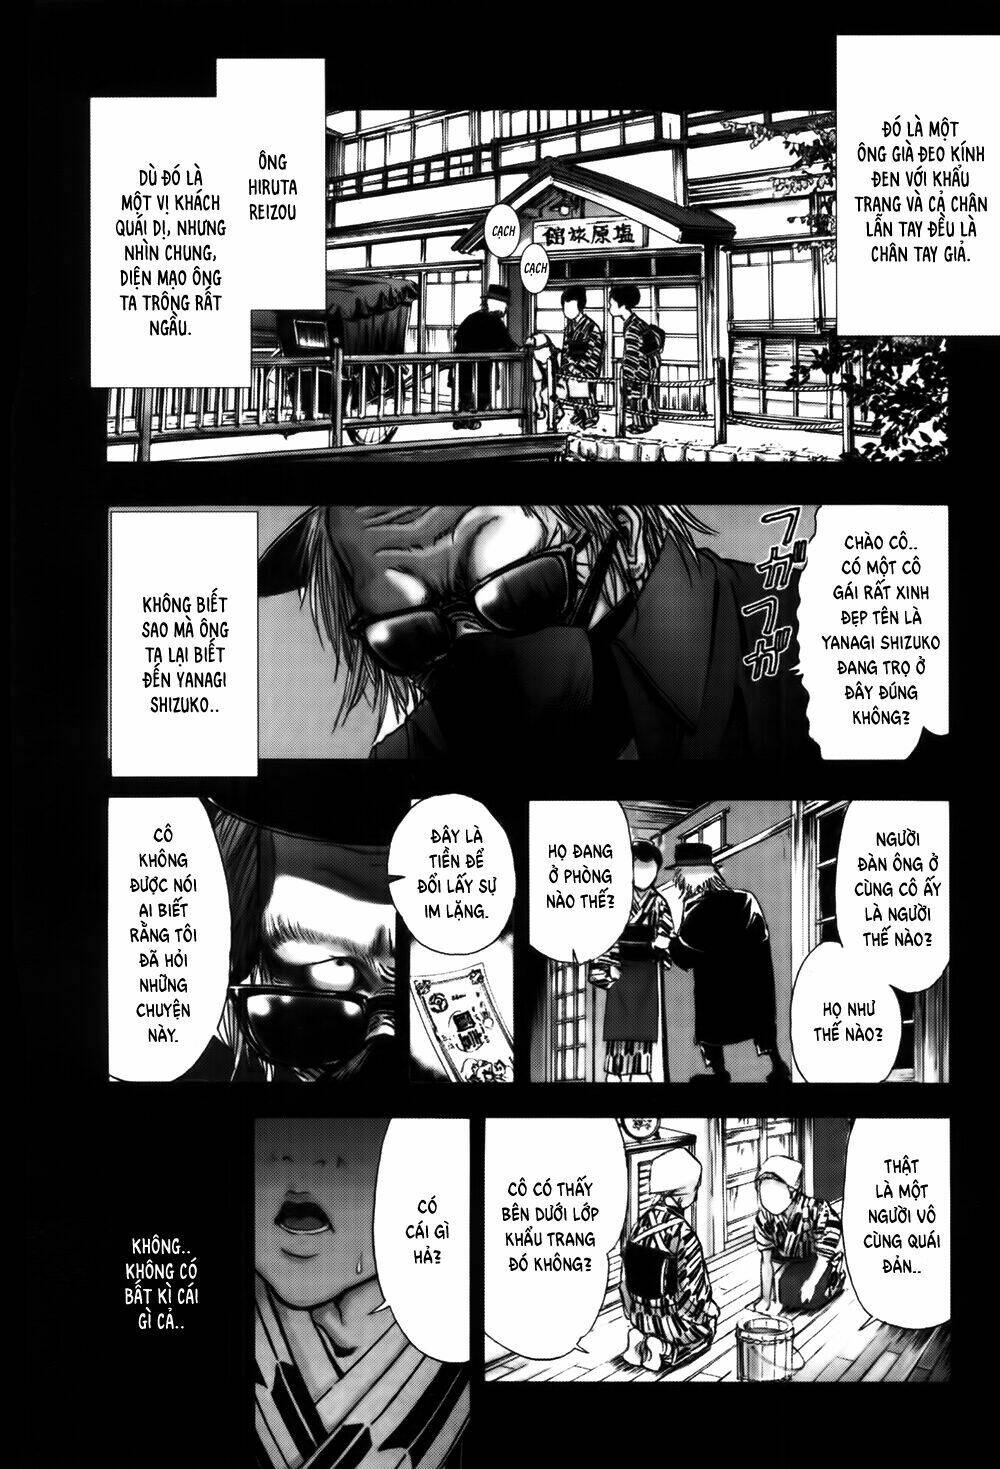 ĐÓ LÀ MỘT
ÔNG GIÀ ĐEO KÍNH
ĐEN VỚI KHẨU
TRANG VÀ CẢ CHÂN
LẪN TAY ĐỀU LÀ
CHÂN TAY GIẢ.
塩原旅館
CẠCH
CẠCH
ÔNG
HIRUTA
REIZOU
DÙ ĐÓ LÀ
MỘT VỊ KHÁCH
QUÁI DỊ, NHƯNG
NHÌN CHUNG,
DIỆN MẠO ÔNG
TA TRÔNG RẤT
NGẦU.
CHÀO CÔ..
CÓ MỘT CÔ
GÁI RẤT XINH
ĐẸP TÊN LÀ
YANAGI SHIZUKO
ĐANG TRỌ Ở
ĐÂY ĐÚNG
KHÔNG?
フガフガ
KHÔNG BIẾT
SAO MÀ ÔNG
TA LẠI BIẾT
ĐẾN YANAGI
SHIZUKO..
NGƯỜI
ĐÀN ÔNG Ở
CÙNG CÔ ẤY
LÀ NGƯỜI
THẾ NÀO?
HỌ NHƯ
THẾ NÀO?
HỌ ĐANG
Ở PHÒNG
NÀO THẾ?
ĐÂY LÀ
TIỀN ĐỂ
ĐỔI LẤY SỰ
IM LẶNG.
CÔ
KHÔNG
ĐƯỢC NÓI
AI BIẾT
RẰNG TÔI
ĐÃ HỎI
NHỮNG
CHUYỆN
NÀY.
THẬT
LÀ MỘT
NGƯỜI VÔ
CÙNG QUÁI
ĐẢN..
CÔ CÓ THẤY
BÊN DƯỚI LỚP
KHẨU TRANG
ĐÓ KHÔNG?
CÓ
CÁI GÌ
HẢ?
KHÔNG..
KHÔNG CÓ
BẤT KÌ CÁI
GÌ CẢ..